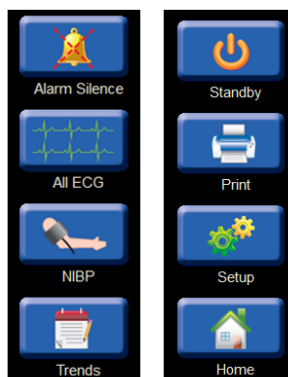 Alarm Silence
All ECG
NIBP
Trends
Standby
Print
Setup
Home